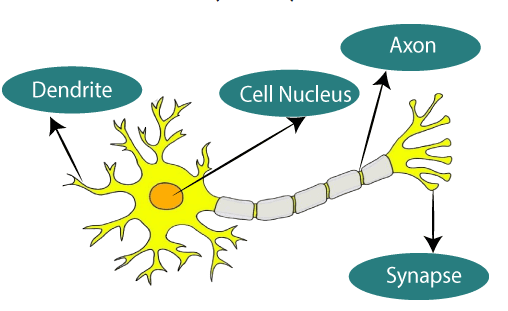 Axon
Dendrite
Cell Nucleus
Synapse